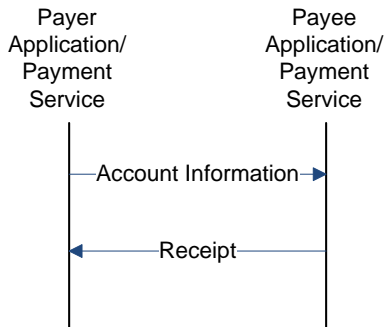 Payer
Application/
Payment
Service
Payee
Application/
Payment
Service
Account Information
Receipt